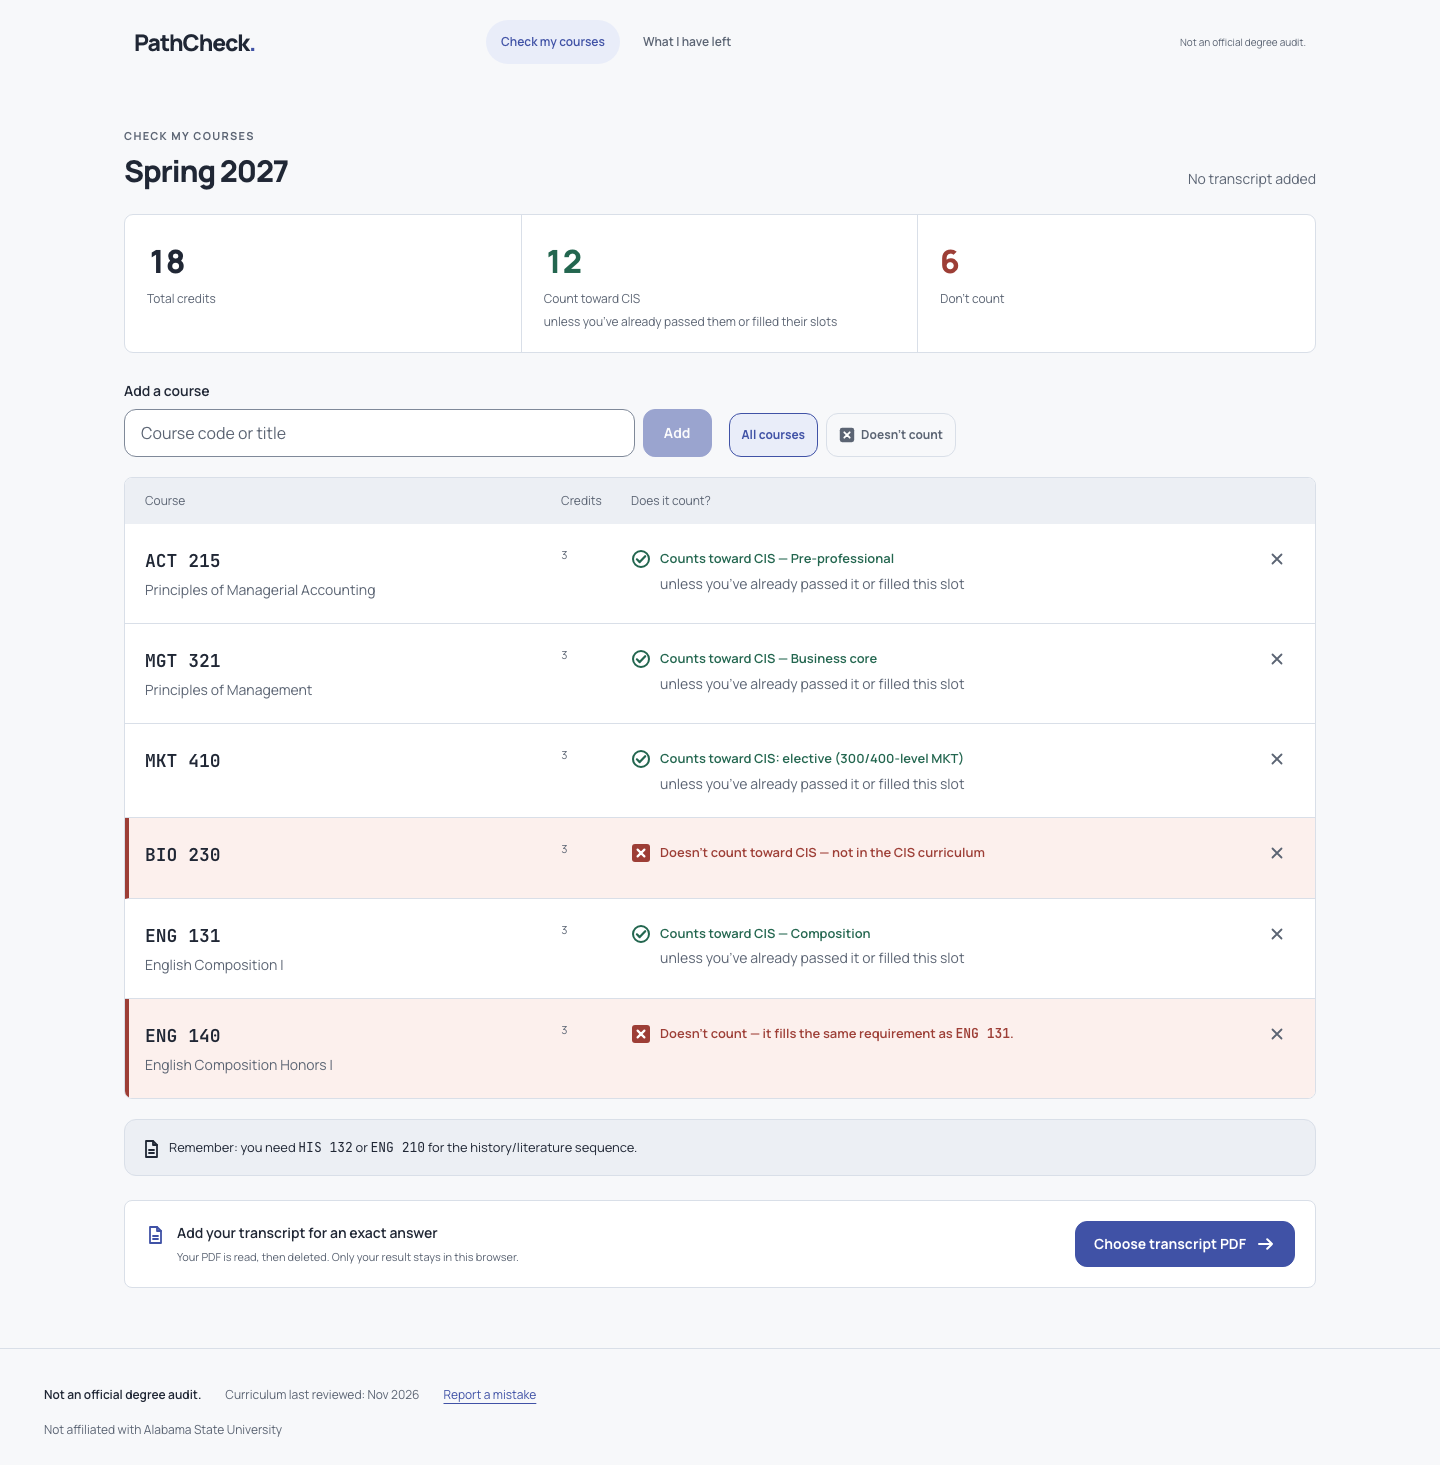 PathCheck.
Check my courses
What I have left
Not an official degree audit.
CHECK MY COURSES
Spring 2027
No transcript added
18
Total credits
12
Count toward CIS
unless you've already passed them or filled their slots
6
Don't count
Add a course
Course code or title
Add
All courses
Doesn't count
Course
Credits
Does it count?
ACT 215
Principles of Managerial Accounting
3
Counts toward CIS — Pre-professional
unless you've already passed it or filled this slot
MGT 321
Principles of Management
3
Counts toward CIS — Business core
unless you've already passed it or filled this slot
MKT 410
3
Counts toward CIS: elective (300/400-level MKT)
unless you've already passed it or filled this slot
BIO 230
3
Doesn't count toward CIS — not in the CIS curriculum
ENG 131
English Composition I
3
Counts toward CIS — Composition
unless you've already passed it or filled this slot
ENG 140
English Composition Honors I
3
Doesn't count — it fills the same requirement as ENG 131.
Remember: you need HIS 132 or ENG 210 for the history/literature sequence.
Add your transcript for an exact answer
Your PDF is read, then deleted. Only your result stays in this browser.
Choose transcript PDF
Not an official degree audit.
Curriculum last reviewed: Nov 2026
Report a mistake
Not affiliated with Alabama State University